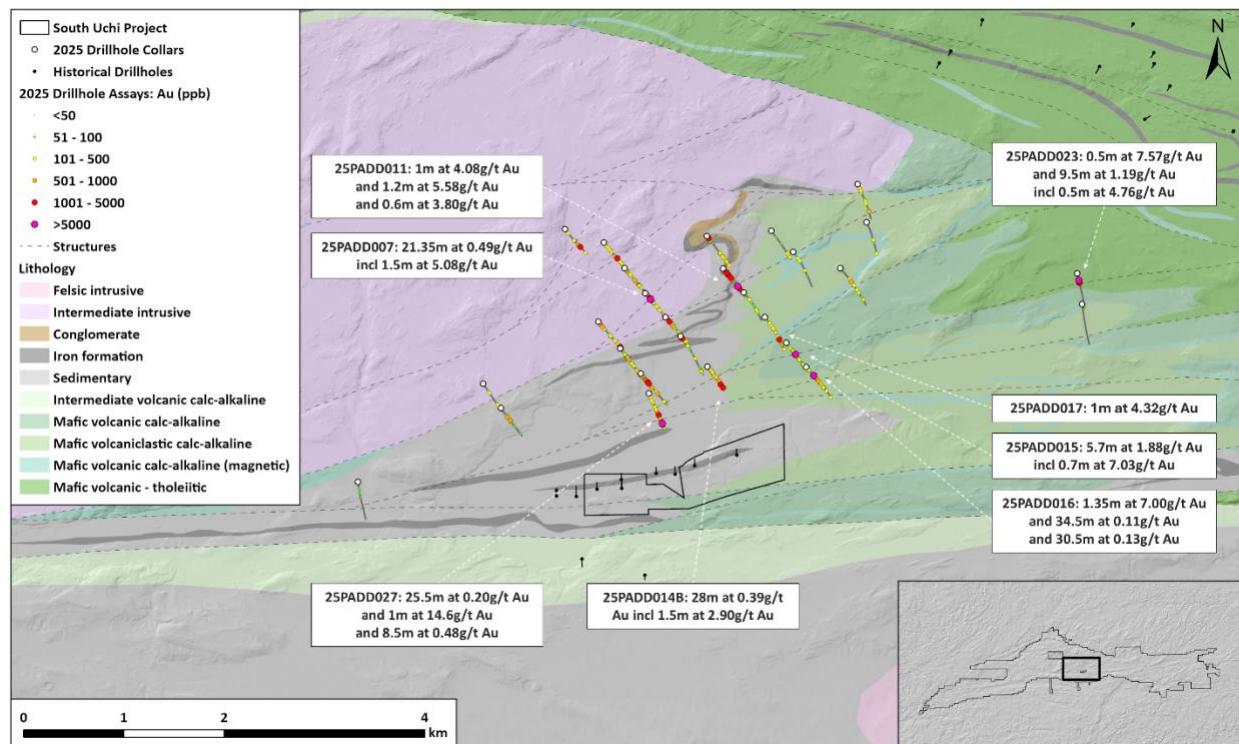 South Uchi Project
2025 Drillhole Collars
Historical Drillholes
2025 Drillhole Assays: Au (ppb)
<50
51 - 100
101 - 500
501 - 1000
1001 - 5000
>5000
Structures
Lithology
Felsic intrusive
Intermediate intrusive
Conglomerate
Iron formation
Sedimentary
Intermediate volcanic calc-alkaline
Mafic volcanic calc-alkaline
Mafic volcaniclastic calc-alkaline
Mafic volcanic calc-alkaline (magnetic)
Mafic volcanic - tholeiitic
N
25PADD011: 1m at 4.08g/t Au
and 1.2m at 5.58g/t Au
and 0.6m at 3.80g/t Au
25PADD007: 21.35m at 0.49g/t Au
incl 1.5m at 5.08g/t Au
25PADD023: 0.5m at 7.57g/t Au
and 9.5m at 1.19g/t Au
incl 0.5m at 4.76g/t Au
25PADD017: 1m at 4.32g/t Au
25PADD015: 5.7m at 1.88g/t Au
incl 0.7m at 7.03g/t Au
25PADD016: 1.35m at 7.00g/t Au
and 34.5m at 0.11g/t Au
and 30.5m at 0.13g/t Au
25PADD027: 25.5m at 0.20g/t Au
and 1m at 14.6g/t Au
and 8.5m at 0.48g/t Au
25PADD014B: 28m at 0.39g/t
Au incl 1.5m at 2.90g/t Au
0 1 2 4
km